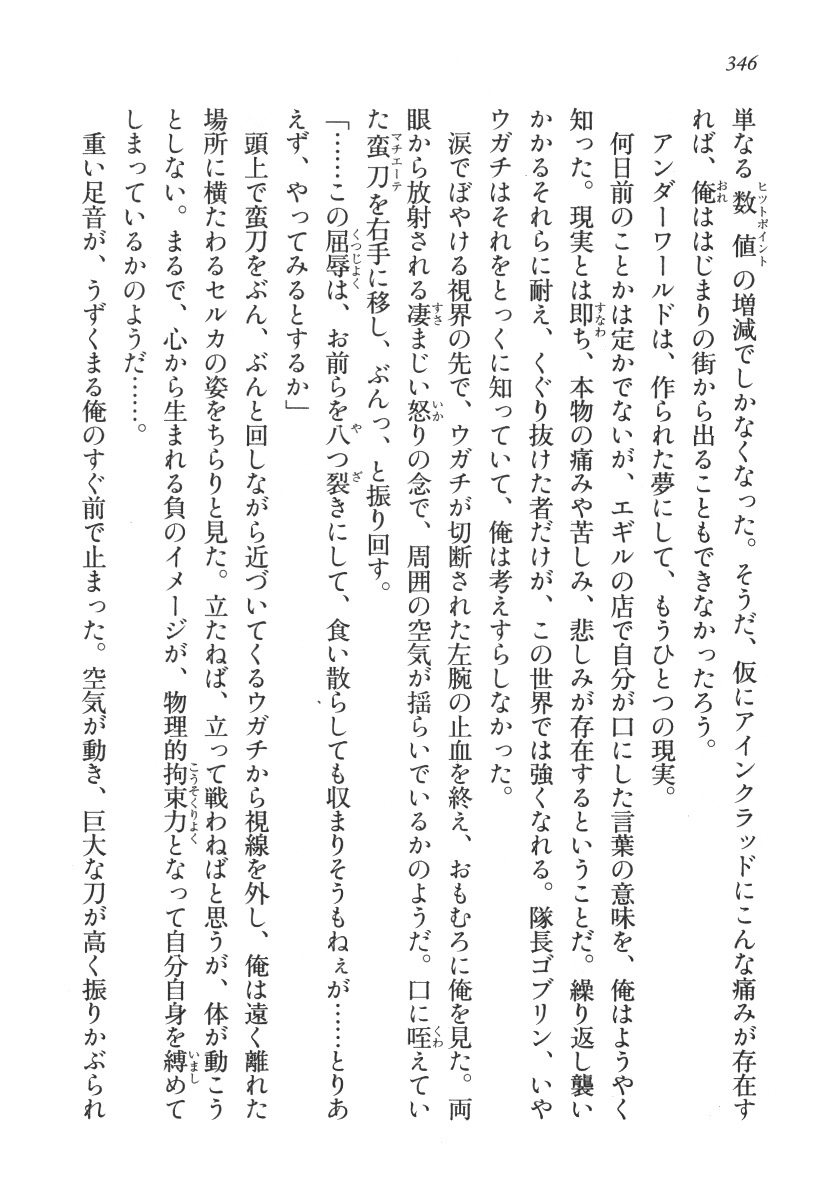 346
単なる数値の増減でしかなくなった。そうだ、仮にアインクラッドにこんな痛みが存在す
れば、俺ははじまりの街から出ることもできなかったろう。
アンダーワールドは、作られた夢にして、もうひとつの現実。
何日前のことかは定かでないが、エギルの店で自分が口にした言葉の意味を、俺はようやく
知った。現実とは即ち、本物の痛みや苦しみ、悲しみが存在するということだ。繰り返し襲い
かかるそれらに耐え、くぐり抜けた者だけが、この世界では強くなれる。隊長ゴブリン、いや
ウガチはそれをとっくに知っていて、俺は考えすらしなかった。
涙でぼやける視界の先で、ウガチが切断された左腕の止血を終え、おもむろに俺を見た。両
眼から放射される凄まじい怒りの念で、周囲の空気が揺らいでいるかのようだ。口に咥えてい
た蛮刀を右手に移し、ぶんっ、と振り回す。
「……この屈辱は、お前らを八つ裂きにして、食い散らしても収まりそうもねぇが……とりあ
えず、やってみるとするか」
頭上で蛮刀をぶん、ぶんと回しながら近づいてくるウガチから視線を外し、俺は遠く離れた
場所に横たわるセルカの姿をちらりと見た。立たねば、立って戦わねばと思うが、体が動こう
としない。まるで、心から生まれる負のイメージが、物理的拘束力となって自分自身を縛めて
しまっているかのようだ……。
重い足音が、うずくまる俺のすぐ前で止まった。空気が動き、巨大な刀が高く振りかぶられ